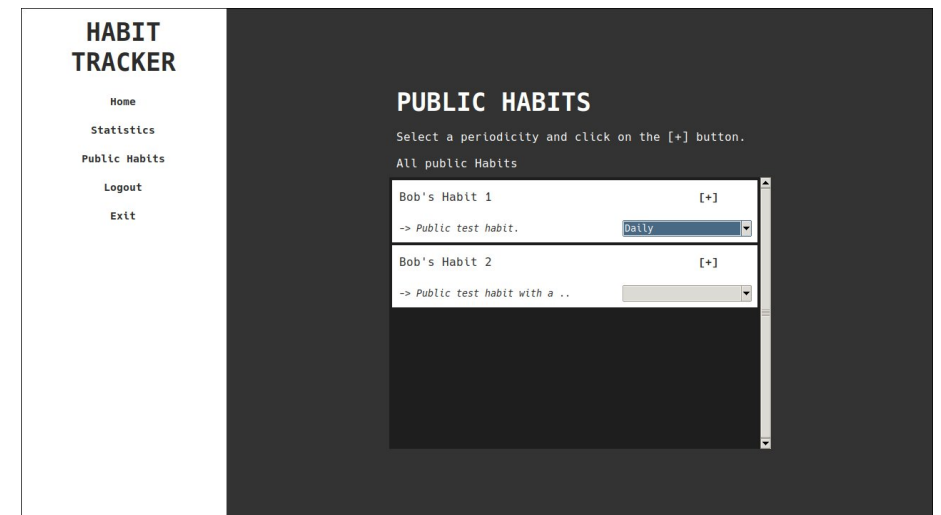 HABIT
TRACKER
Home
Statistics
Public Habits
Logout
Exit
PUBLIC HABITS
Select a periodicity and click on the [+] button.
All public Habits
Bob's Habit 1 [+]
-> Public test habit. Daily
Bob's Habit 2 [+]
-> Public test habit with a ..